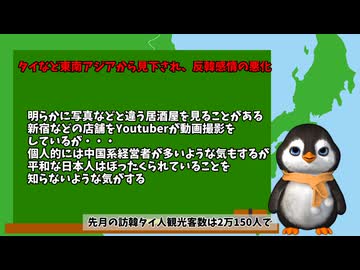 タイなど東南アジアから見下され、反韓感情の悪化
明らかに写真などと違う居酒屋を見ることがある
新宿などの店舗をYoutuberが動画撮影を
しているが・・・
個人的には中国系経営者が多いような気もするが
平和な日本人はぼったくられていることを
知らないような気がする
先月の訪韓タイ人観光客数は2万150人で